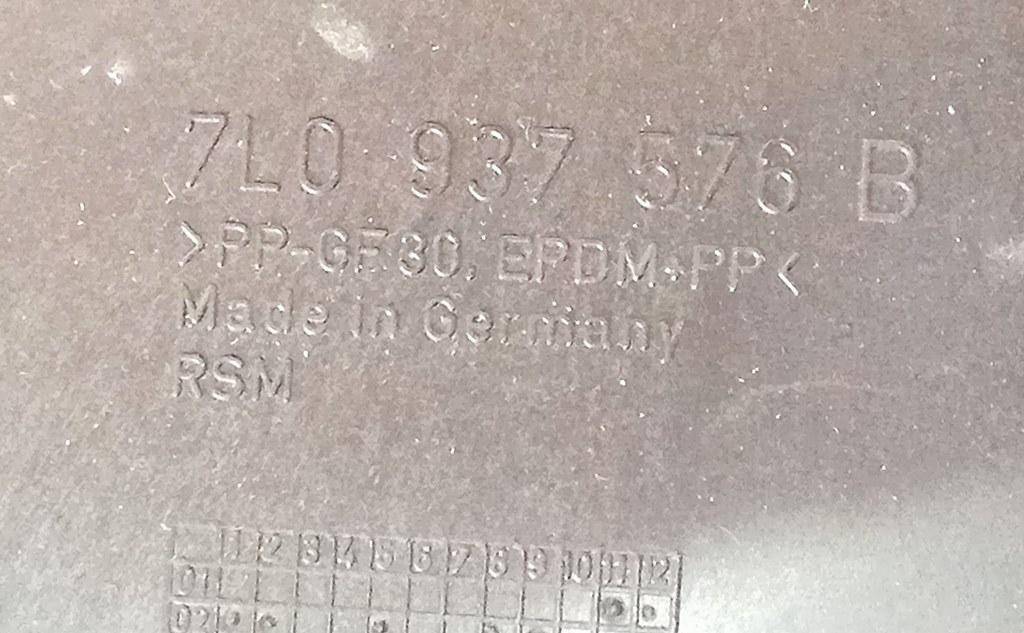 7L0 937 576 B
>PP-GF30, EPDM+PP<
Made in Germany
RSM
1 2 3 4 5 6 7 8 9 10 11 12
01
02